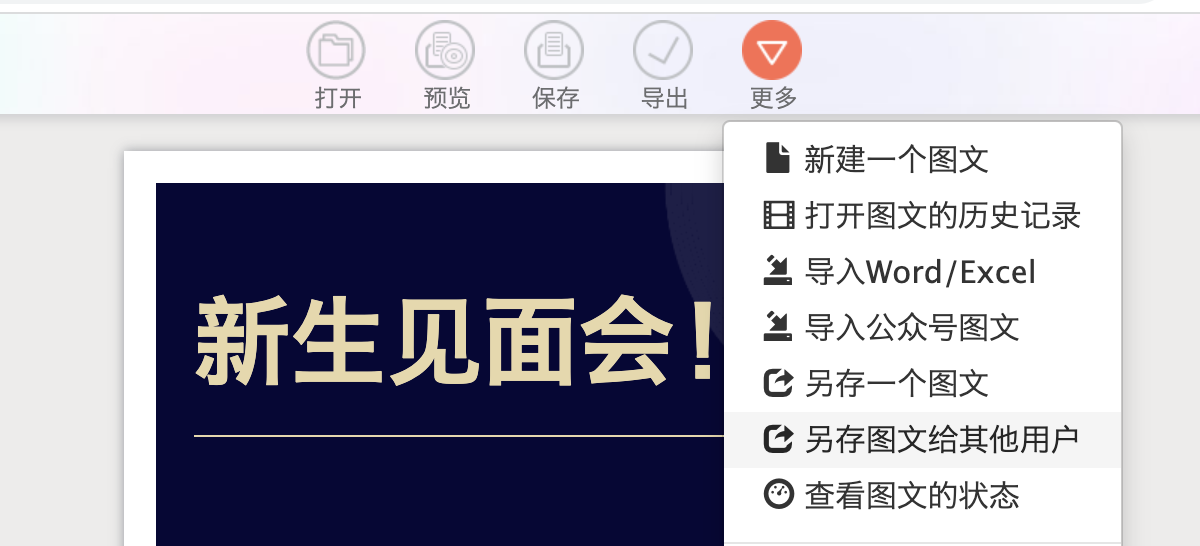 打开
预览
保存
导出
更多
新建一个图文
打开图文的历史记录
导入Word/Excel
导入公众号图文
另存一个图文
另存图文给其他用户
查看图文的状态
新生见面会！